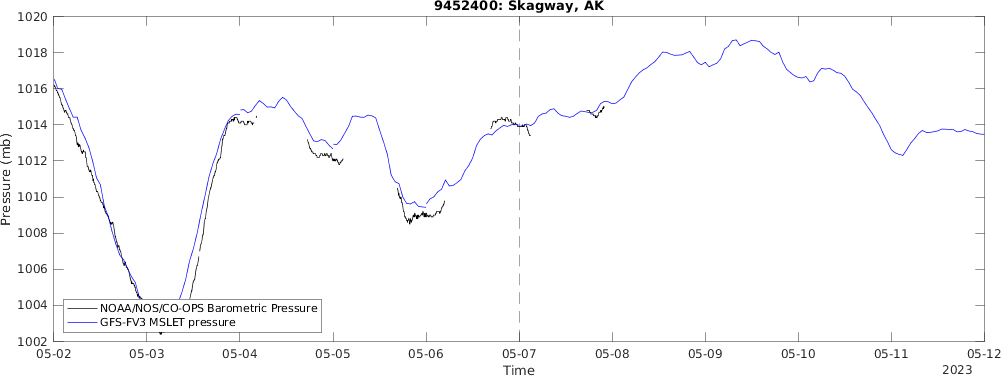 9452400: Skagway, AK
1020
1018
1016
1014
1012
1010
1008
1006
1004
1002
Pressure (mb)
NOAA/NOS/CO-OPS Barometric Pressure
GFS-FV3 MSLET pressure
05-02 05-03 05-04 05-05 05-06 05-07 05-08 05-09 05-10 05-11 05-12
Time
2023